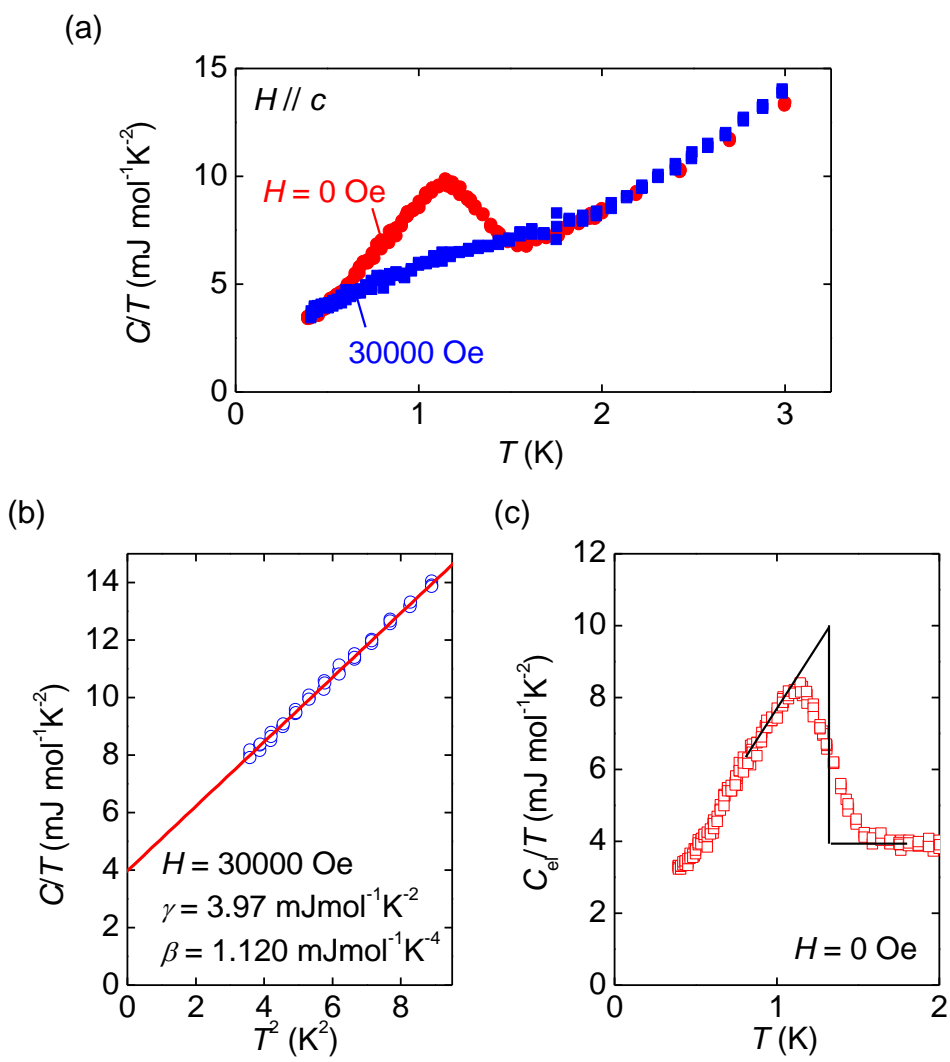 (a)
15
10
5
0
C/T (mJ mol⁻¹K⁻²)
H // c
H = 0 Oe
30000 Oe
0 1 2 3
T (K)
(b)
14
12
10
8
6
4
2
0
C/T (mJ mol⁻¹K⁻²)
H = 30000 Oe
γ = 3.97 mJmol⁻¹K⁻²
β = 1.120 mJmol⁻¹K⁻⁴
0 2 4 6 8
T² (K²)
(c)
12
10
8
6
4
2
0
Cₑₗ/T (mJ mol⁻¹K⁻²)
H = 0 Oe
0 1 2
T (K)